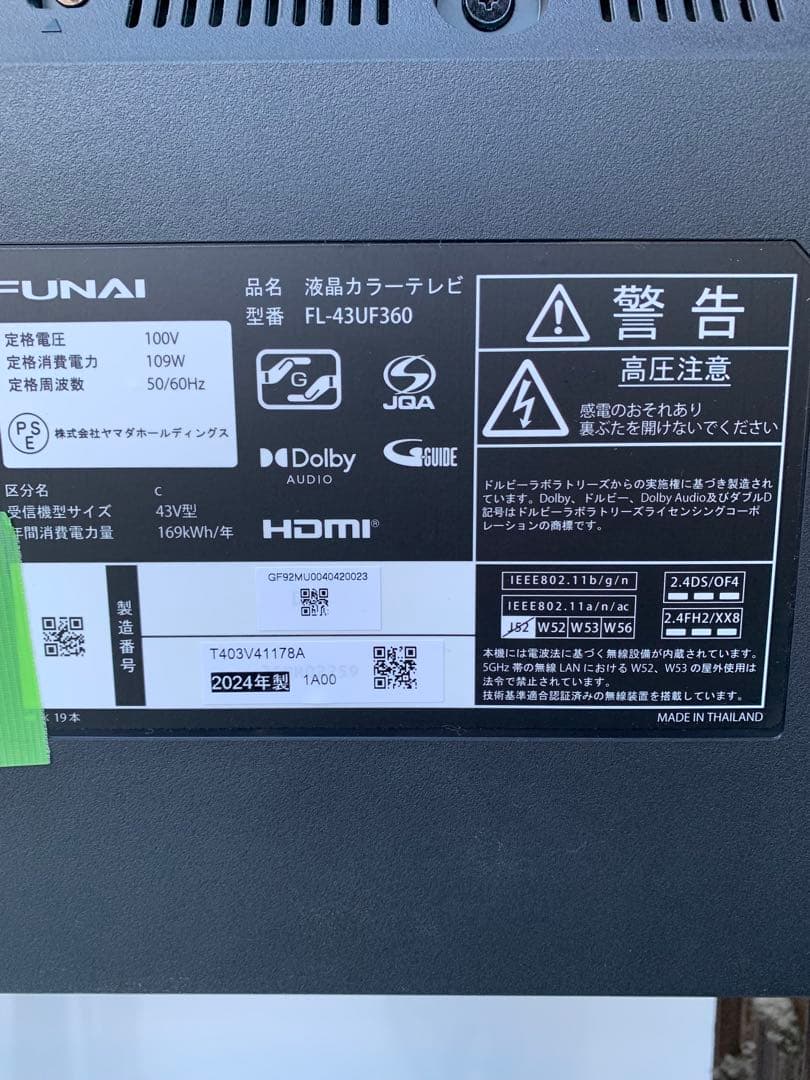 FUNAI
品名 液晶カラーテレビ
型番 FL-43UF360
定格電圧 100V
定格消費電力 109W
定格周波数 50/60Hz
PSE 株式会社ヤマダホールディングス
G
JQA
Dolby
AUDIO
G-GUIDE
区分名 C
受信機型サイズ 43V型
年間消費電力量 169kWh/年
HDMI®
警告
高圧注意
感電のおそれあり
裏ぶたを開けないでください
ドルビーラボラトリーズからの実施権に基づき製造され
ています。Dolby、ドルビー、Dolby Audio及びダブルD
記号はドルビーラボラトリーズライセンシングコーポ
レーションの商標です。
製造番号
GF92MU0040420023
T403V41178A
2024年製 1A00
IEEE802.11b/g/n
IEEE802.11a/n/ac
J52 W52 W53 W56
2.4DS/OF4
2.4FH2/XX8
本機には電波法に基づく無線設備が内蔵されています。
5GHz 帯の無線 LAN における W52、W53 の屋外使用は
法令で禁止されています。
技術基準適合認証済みの無線装置を搭載しています。
19本
MADE IN THAILAND